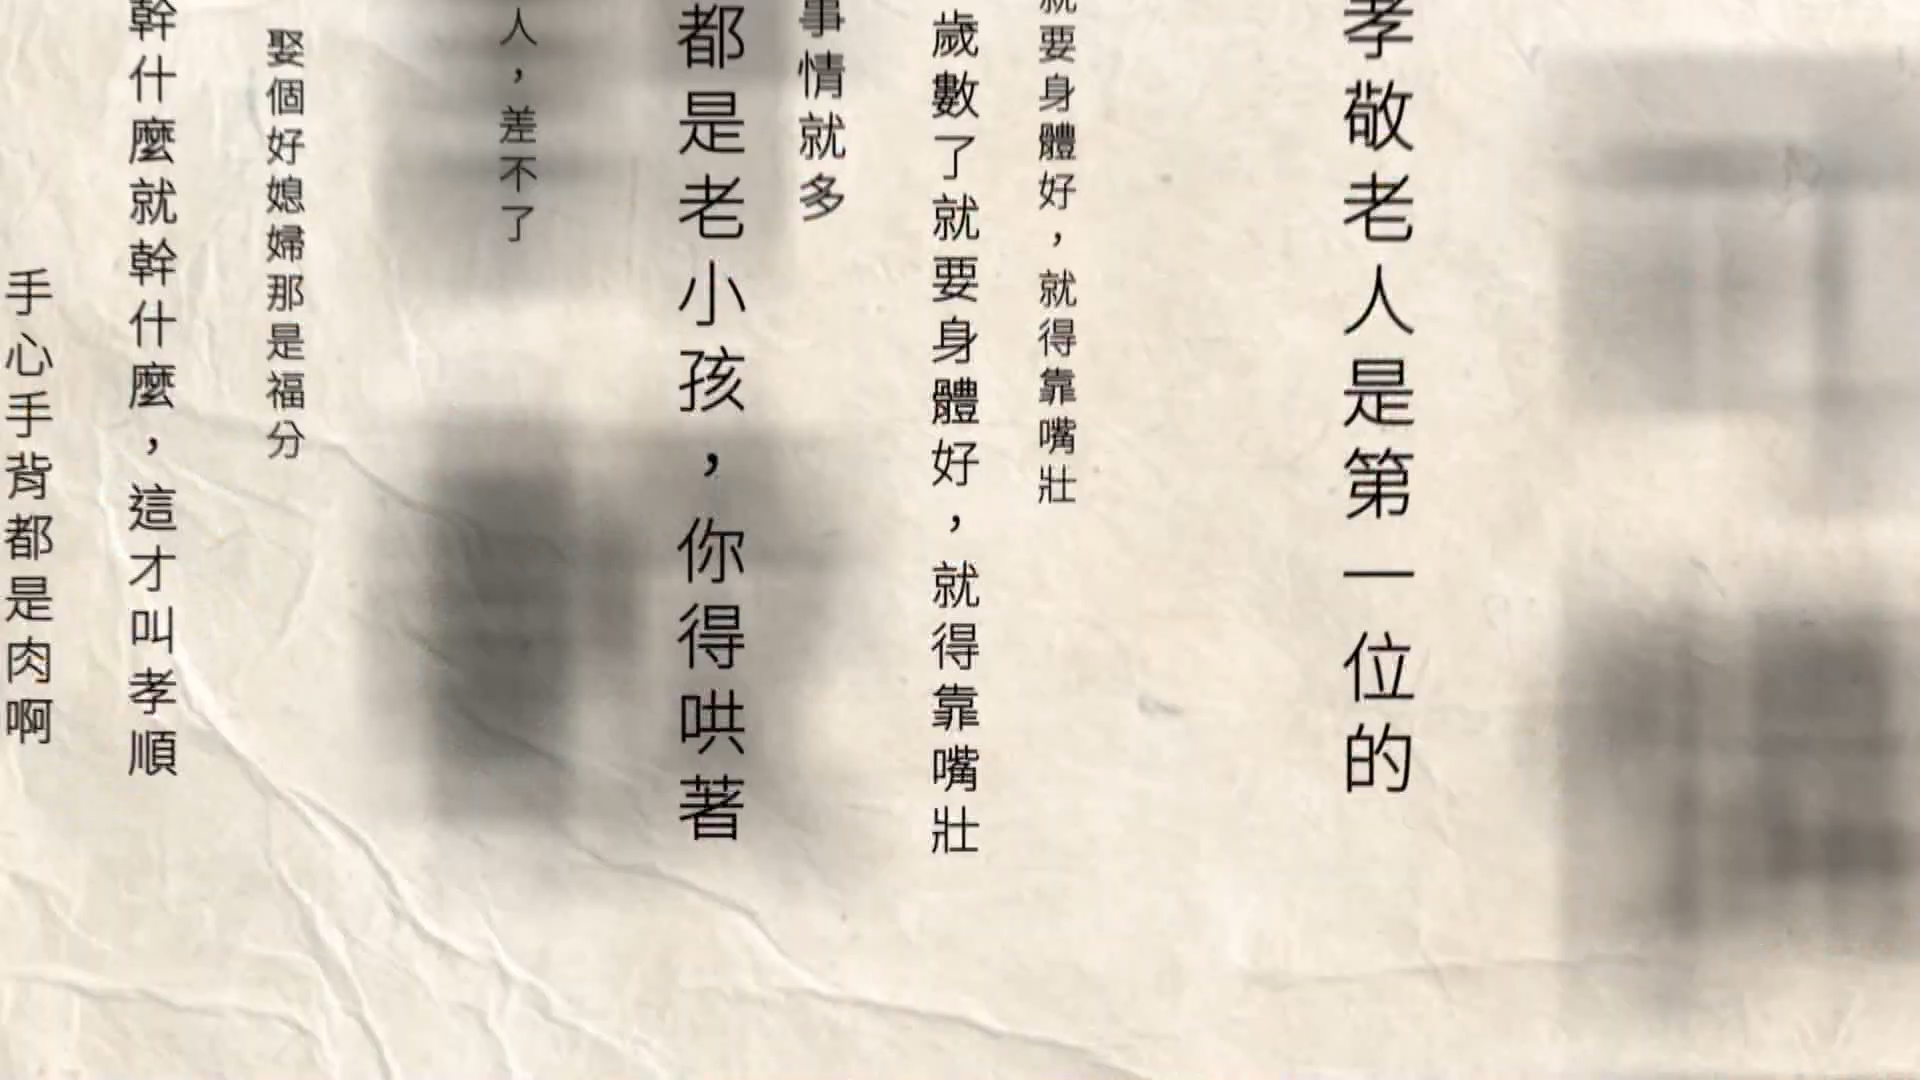 孝敬老人是第一位的
就要身體好，就得靠嘴壯
歲數了就要身體好，就得靠嘴壯
事情就多
都是老小孩，你得哄著
人，差不了
娶個好媳婦那是福分
幹什麼就幹什麼，這才叫孝順
手心手背都是肉啊